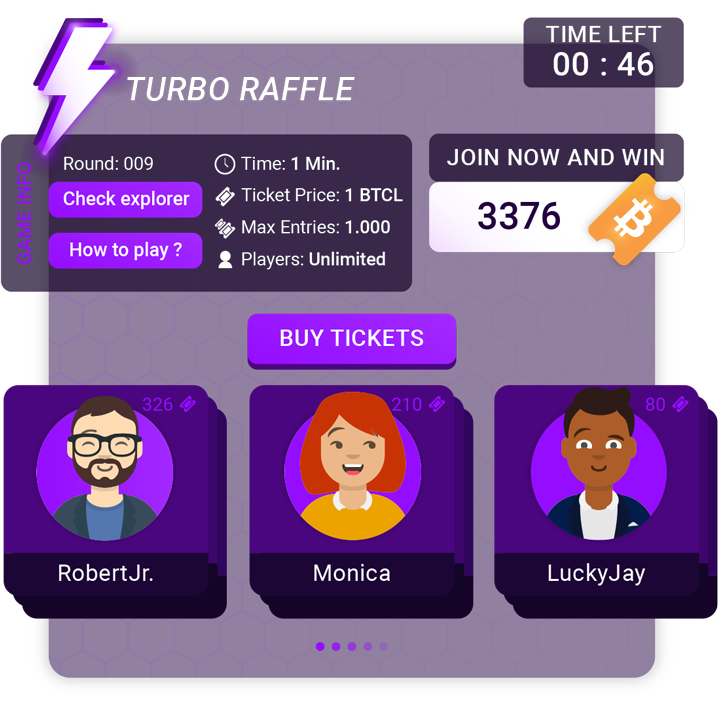 TIME LEFT
00 : 46
TURBO RAFFLE
GAME INFO
Round: 009
Check explorer
How to play ?
Time: 1 Min.
Ticket Price: 1 BTCL
Max Entries: 1.000
Players: Unlimited
JOIN NOW AND WIN
3376
BUY TICKETS
326
RobertJr.
210
Monica
80
LuckyJay